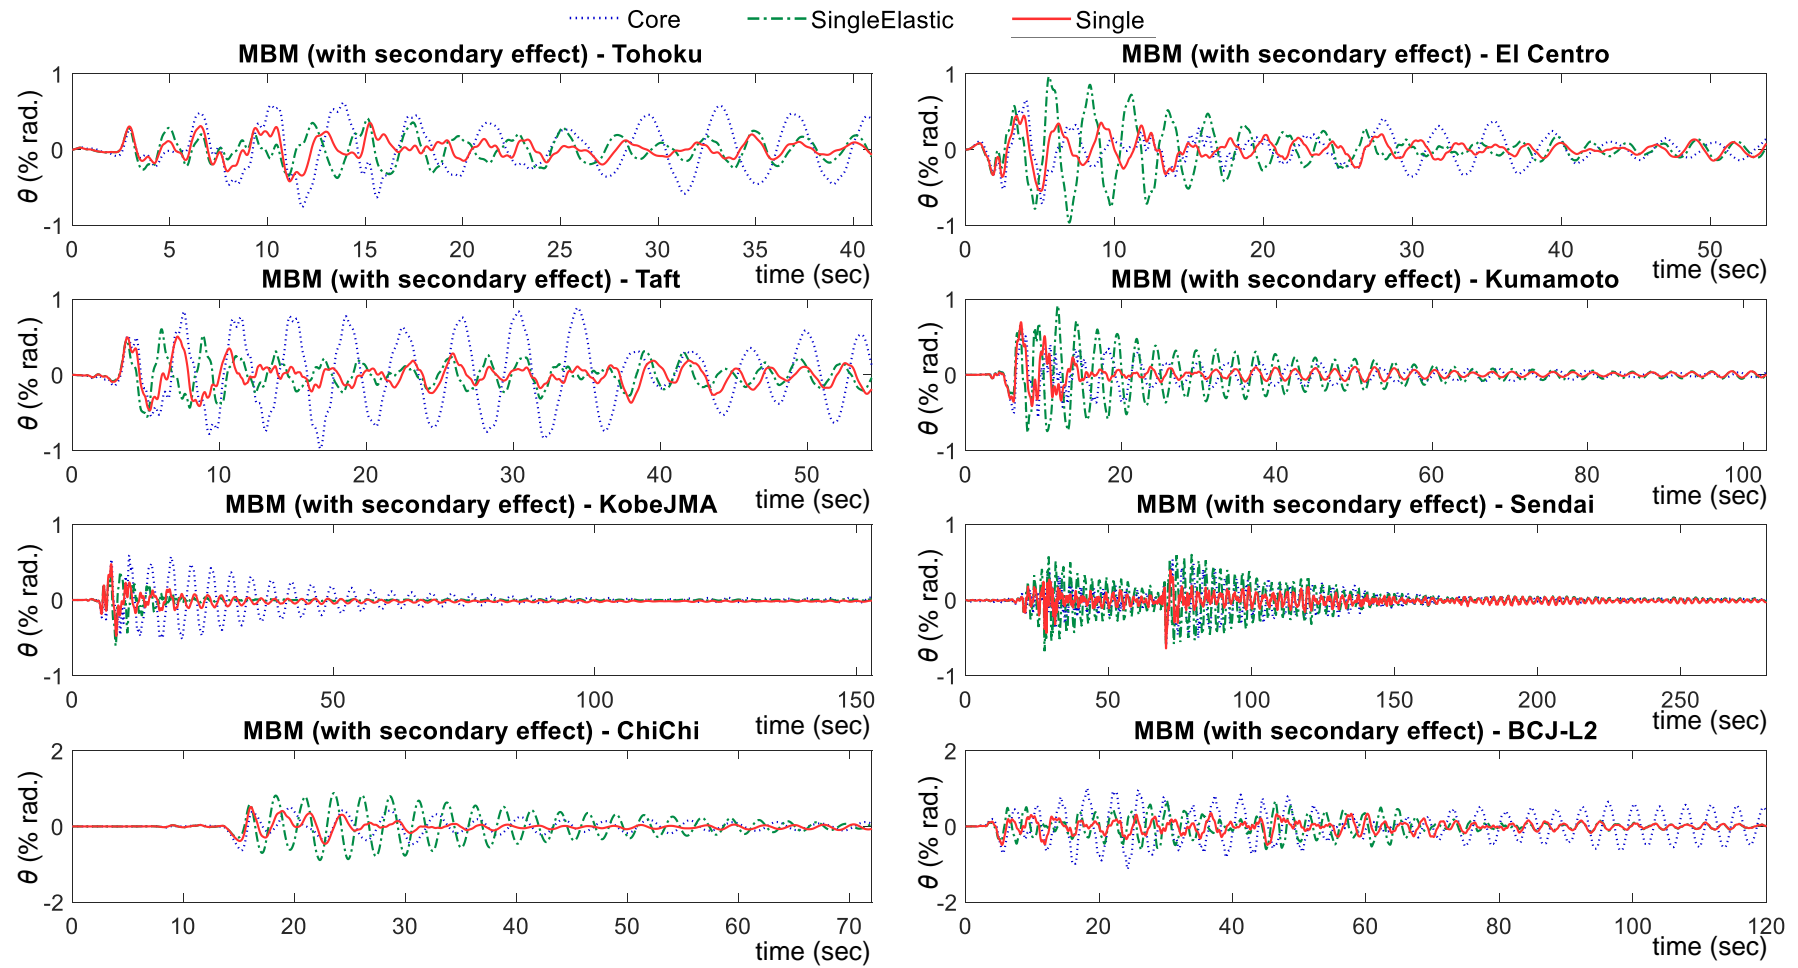 Core SingleElastic Single
MBM (with secondary effect) - Tohoku
1
0
-1
θ (% rad.)
0 5 10 15 20 25 30 35 40
time (sec)
MBM (with secondary effect) - El Centro
1
0
-1
θ (% rad.)
0 10 20 30 40 50
time (sec)
MBM (with secondary effect) - Taft
1
0
-1
θ (% rad.)
0 10 20 30 40 50
time (sec)
MBM (with secondary effect) - Kumamoto
1
0
-1
θ (% rad.)
0 20 40 60 80 100
time (sec)
MBM (with secondary effect) - KobeJMA
1
0
-1
θ (% rad.)
0 50 100 150
time (sec)
MBM (with secondary effect) - Sendai
1
0
-1
θ (% rad.)
0 50 100 150 200 250
time (sec)
MBM (with secondary effect) - ChiChi
2
0
-2
θ (% rad.)
0 10 20 30 40 50 60 70
time (sec)
MBM (with secondary effect) - BCJ-L2
2
0
-2
θ (% rad.)
0 20 40 60 80 100 120
time (sec)